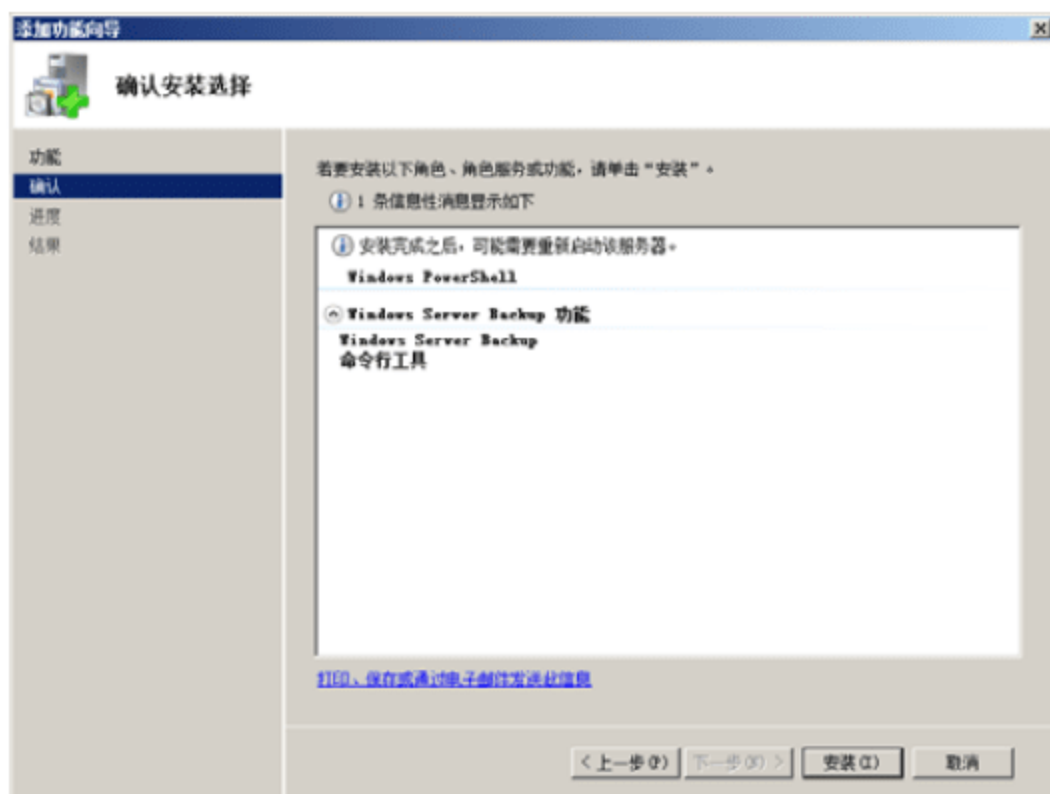 添加功能向导
确认安装选择
功能
确认
进度
结果
若要安装以下角色、角色服务或功能，请单击“安装”。
1 条信息性消息显示如下
安装完成之后，可能需要重新启动该服务器。
Windows PowerShell
Windows Server Backup 功能
Windows Server Backup
命令行工具
打印、保存或通过电子邮件发送此信息
< 上一步(P)
下一步(N) >
安装(I)
取消